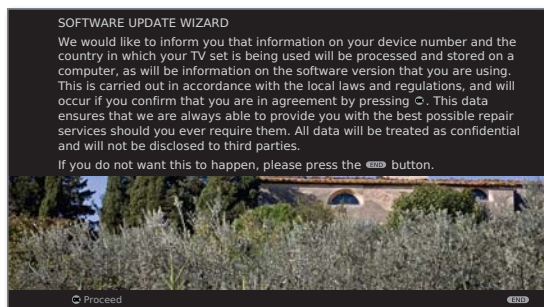 SOFTWARE UPDATE WIZARD
We would like to inform you that information on your device number and the
country in which your TV set is being used will be processed and stored on a
computer, as will be information on the software version that you are using.
This is carried out in accordance with the local laws and regulations, and will
occur if you confirm that you are in agreement by pressing OK. This data
ensures that we are always able to provide you with the best possible repair
services should you ever require them. All data will be treated as confidential
and will not be disclosed to third parties.
If you do not want this to happen, please press the END button.
OK Proceed
END